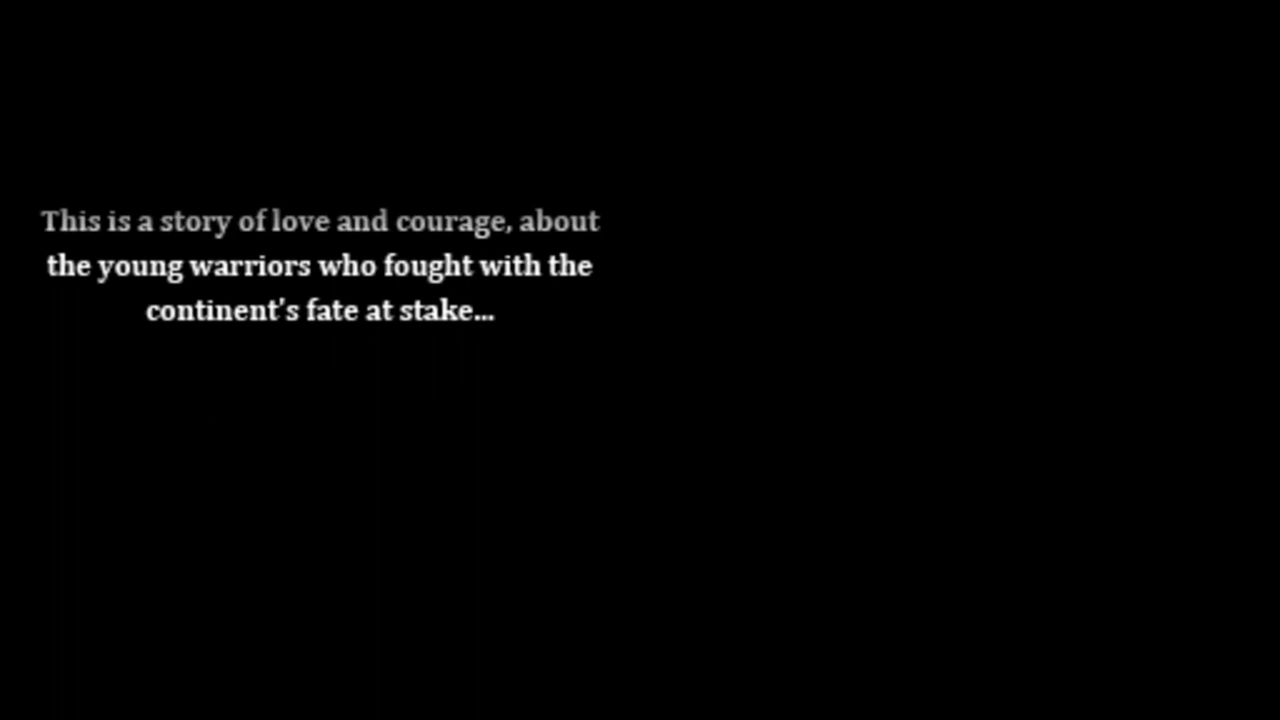 This is a story of love and courage, about
the young warriors who fought with the
continent's fate at stake...